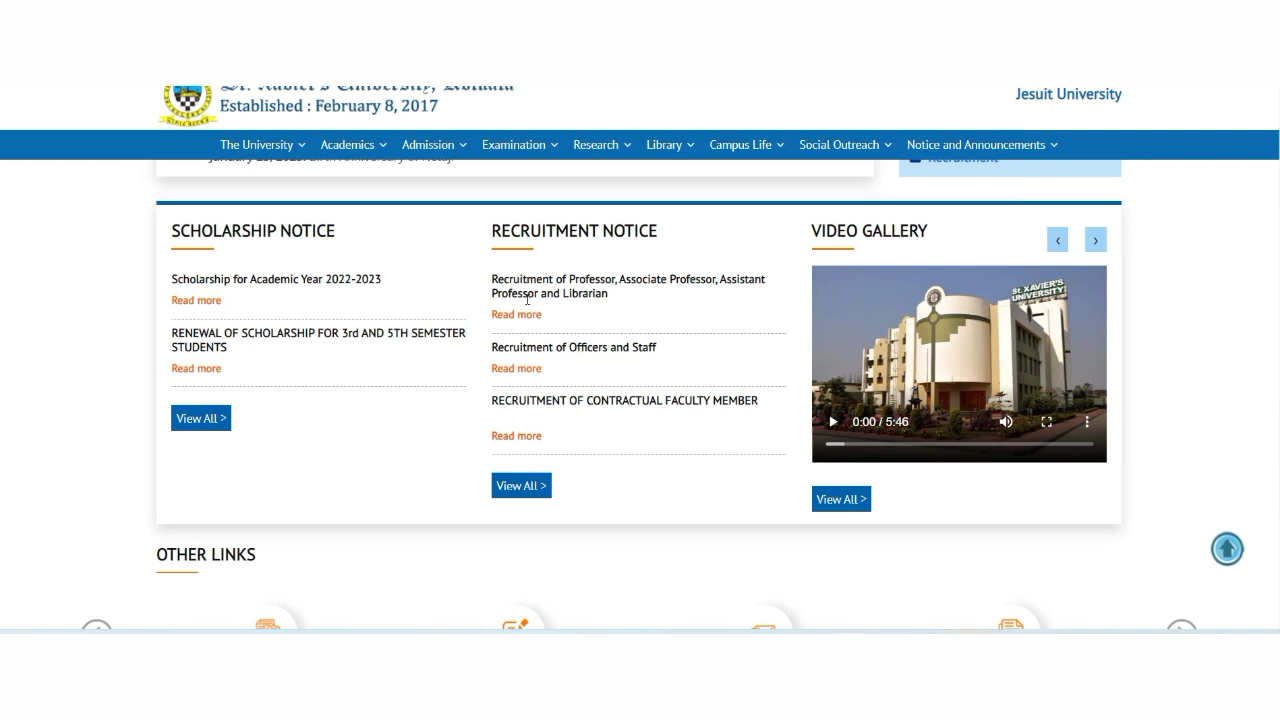 Established : February 8, 2017
Jesuit University
The University Academics Admission Examination Research Library Campus Life Social Outreach Notice and Announcements
Recruitment
SCHOLARSHIP NOTICE
Scholarship for Academic Year 2022-2023
Read more
RENEWAL OF SCHOLARSHIP FOR 3rd AND 5TH SEMESTER
STUDENTS
Read more
View All >
RECRUITMENT NOTICE
Recruitment of Professor, Associate Professor, Assistant
Professor and Librarian
Read more
Recruitment of Officers and Staff
Read more
RECRUITMENT OF CONTRACTUAL FACULTY MEMBER
Read more
View All >
VIDEO GALLERY
‹ ›
St. XAVIER'S
UNIVERSITY
0:00 / 5:46
View All >
OTHER LINKS